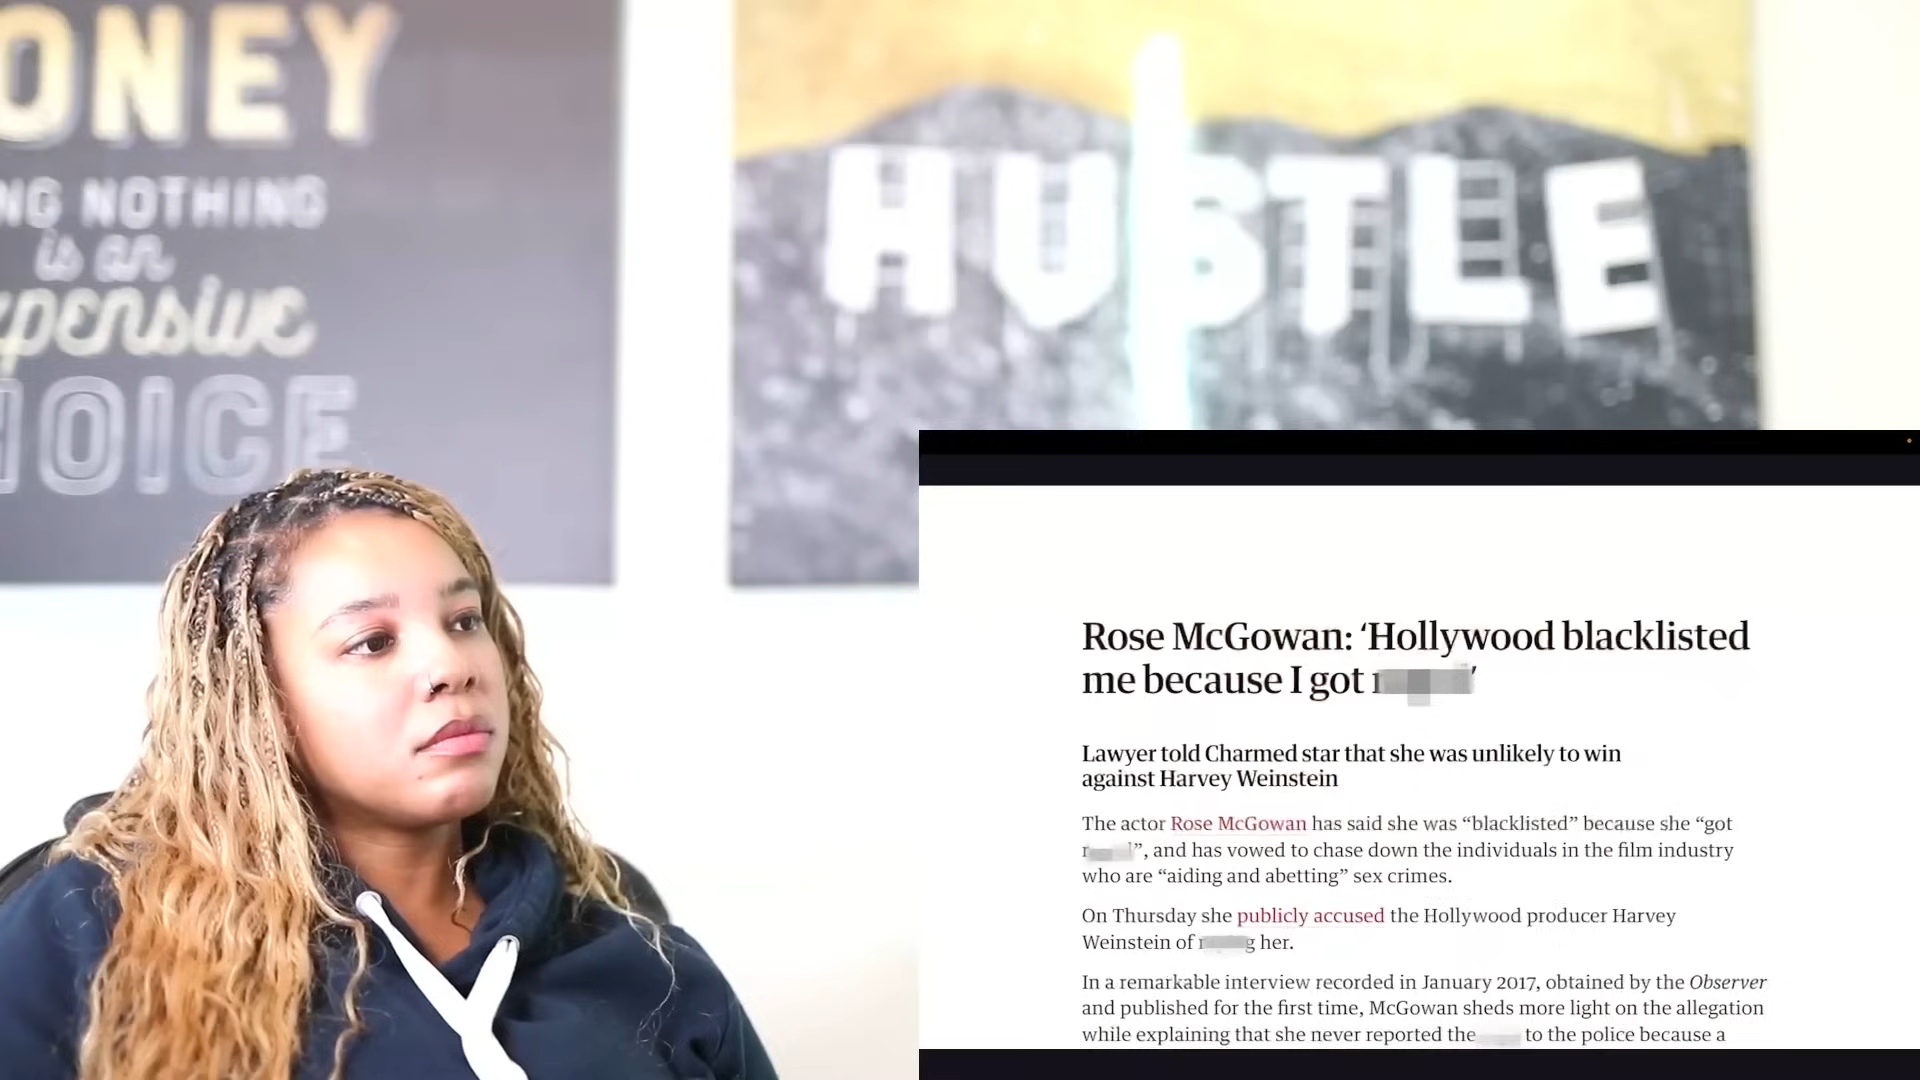 ONEY
NG NOTHING
is an
xpensive
HOICE
HUSTLE
Rose McGowan: ‘Hollywood blacklisted
me because I got ’
Lawyer told Charmed star that she was unlikely to win
against Harvey Weinstein
The actor Rose McGowan has said she was “blacklisted” because she “got
”, and has vowed to chase down the individuals in the film industry
who are “aiding and abetting” sex crimes.
On Thursday she publicly accused the Hollywood producer Harvey
Weinstein of her.
In a remarkable interview recorded in January 2017, obtained by the Observer
and published for the first time, McGowan sheds more light on the allegation
while explaining that she never reported the to the police because a